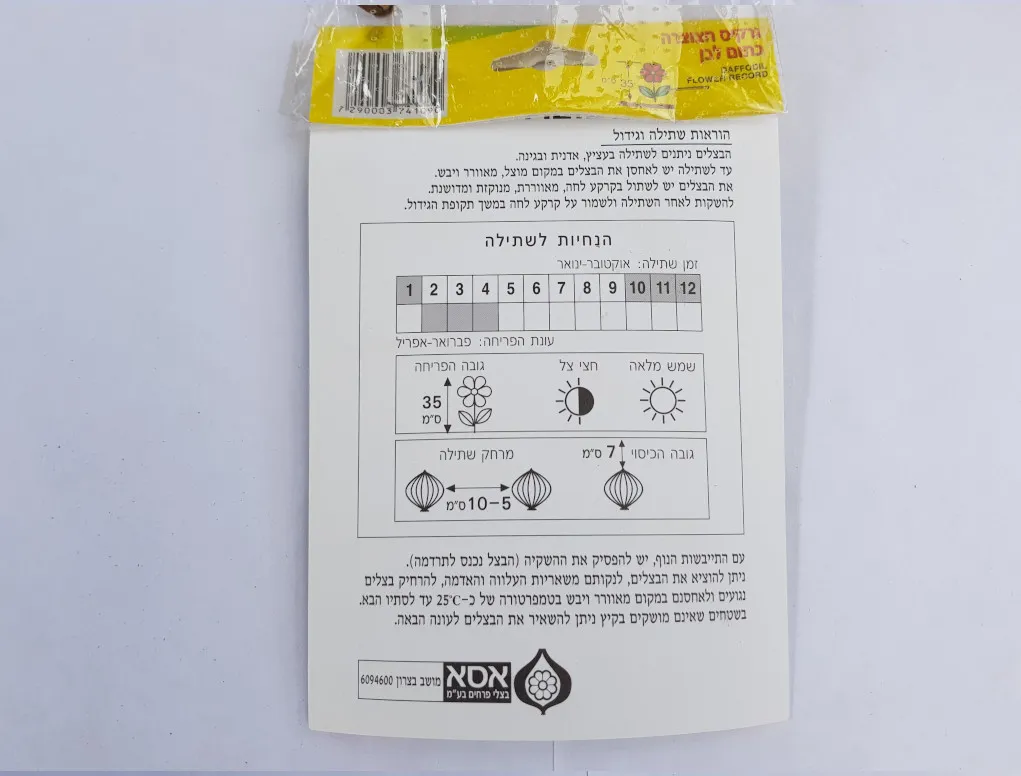 נרקיס חצוצרה
כתום לבן
DAFFODIL
FLOWER RECORD
35 ס״מ
7 290003 741090
הוראות שתילה וגידול
הבצלים ניתנים לשתילה בעציץ, אדנית ובגינה.
עד לשתילה יש לאחסן את הבצלים במקום מוצל, מאוורר ויבש.
את הבצלים יש לשתול בקרקע לחה, מאווררת, מנוקזת ומדושנת.
להשקות לאחר השתילה ולשמור על קרקע לחה במשך תקופת הגידול.
הנחיות לשתילה
זמן שתילה: אוקטובר-ינואר
1 2 3 4 5 6 7 8 9 10 11 12
עונת הפריחה: פברואר-אפריל
שמש מלאה חצי צל גובה הפריחה
35
ס״מ
גובה הכיסוי 7 ס״מ מרחק שתילה
10-5 ס״מ
עם התייבשות הנוף, יש להפסיק את ההשקיה (הבצל נכנס לתרדמה).
ניתן להוציא את הבצלים, לנקותם משאריות העלווה והאדמה, להרחיק בצלים
נגועים ולאחסנם במקום מאוורר ויבש בטמפרטורה של כ-25°C עד לסתיו הבא.
בשטחים שאינם מושקים בקיץ ניתן להשאיר את הבצלים לעונה הבאה.
אסא
בצלי פרחים בע״מ
מושב בצרון 6094600